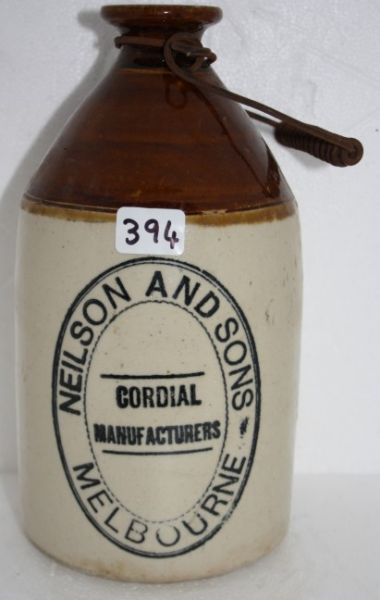 394
NEILSON AND SONS
CORDIAL
MANUFACTURERS
MELBOURNE